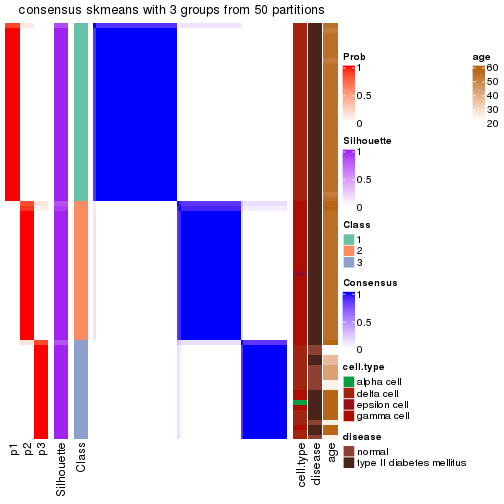 consensus skmeans with 3 groups from 50 partitions
Prob
1
0.5
0
age
60
50
40
30
20
Silhouette
1
0.5
0
Class
1
2
3
Consensus
1
0.5
0
cell.type
alpha cell
delta cell
epsilon cell
gamma cell
disease
normal
type II diabetes mellitus
p1
p2
p3
Silhouette
Class
cell.type
disease
age